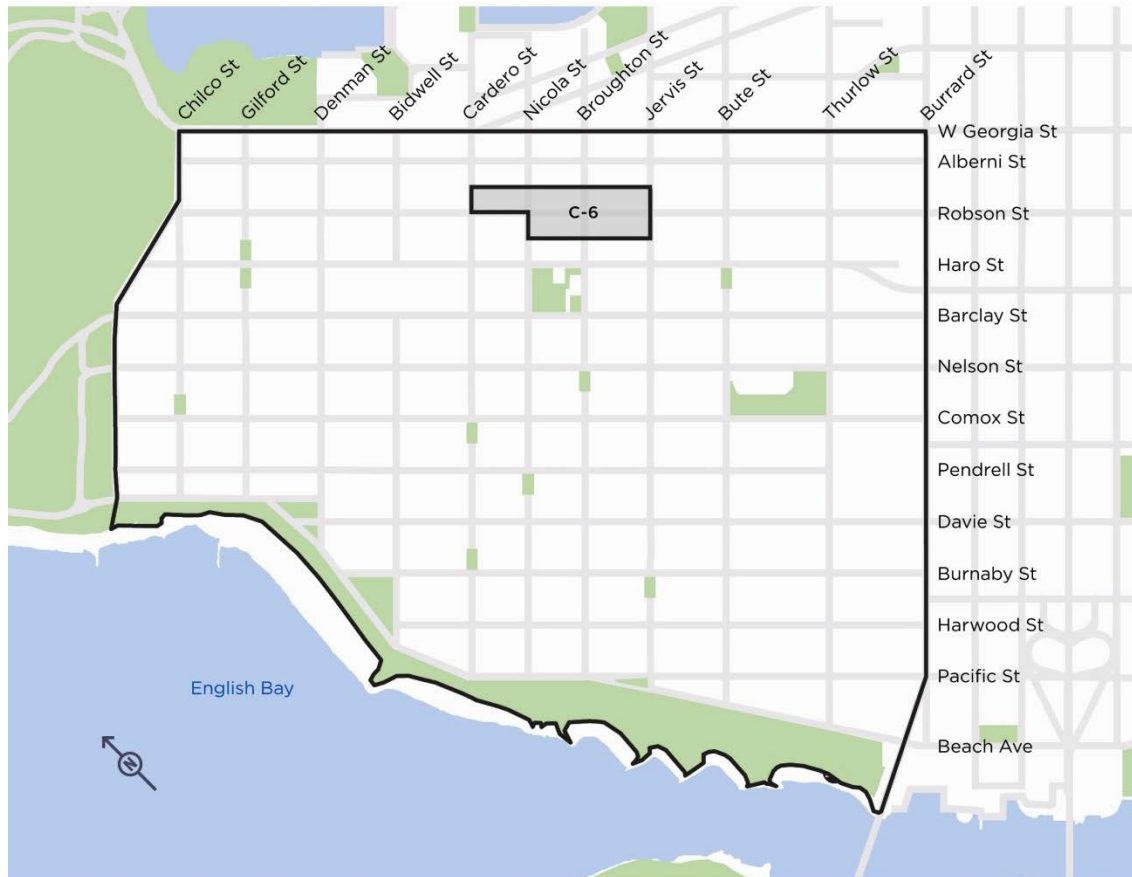 Chilco St
Gilford St
Denman St
Bidwell St
Cardero St
Nicola St
Broughton St
Jervis St
Bute St
Thurlow St
Burrard St
W Georgia St
Alberni St
C-6
Robson St
Haro St
Barclay St
Nelson St
Comox St
Pendrell St
Davie St
Burnaby St
Harwood St
Pacific St
English Bay
Beach Ave
N